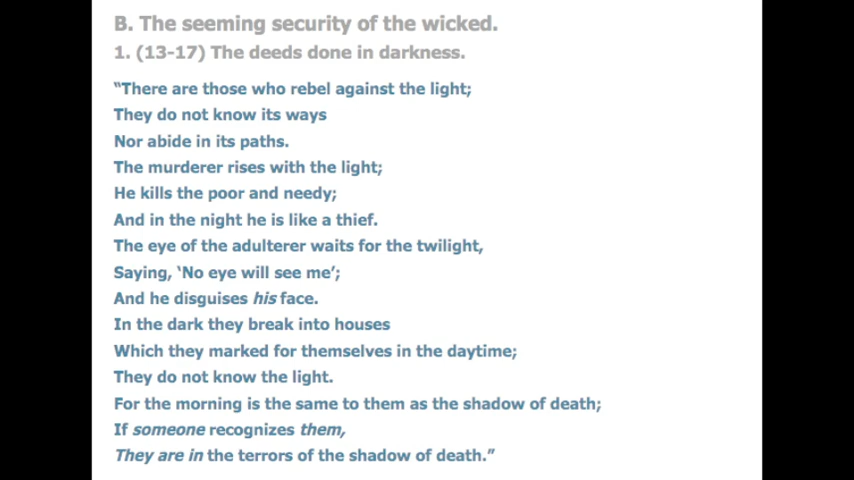 B. The seeming security of the wicked.
1. (13-17) The deeds done in darkness.
“There are those who rebel against the light;
They do not know its ways
Nor abide in its paths.
The murderer rises with the light;
He kills the poor and needy;
And in the night he is like a thief.
The eye of the adulterer waits for the twilight,
Saying, ‘No eye will see me’;
And he disguises his face.
In the dark they break into houses
Which they marked for themselves in the daytime;
They do not know the light.
For the morning is the same to them as the shadow of death;
If someone recognizes them,
They are in the terrors of the shadow of death.”